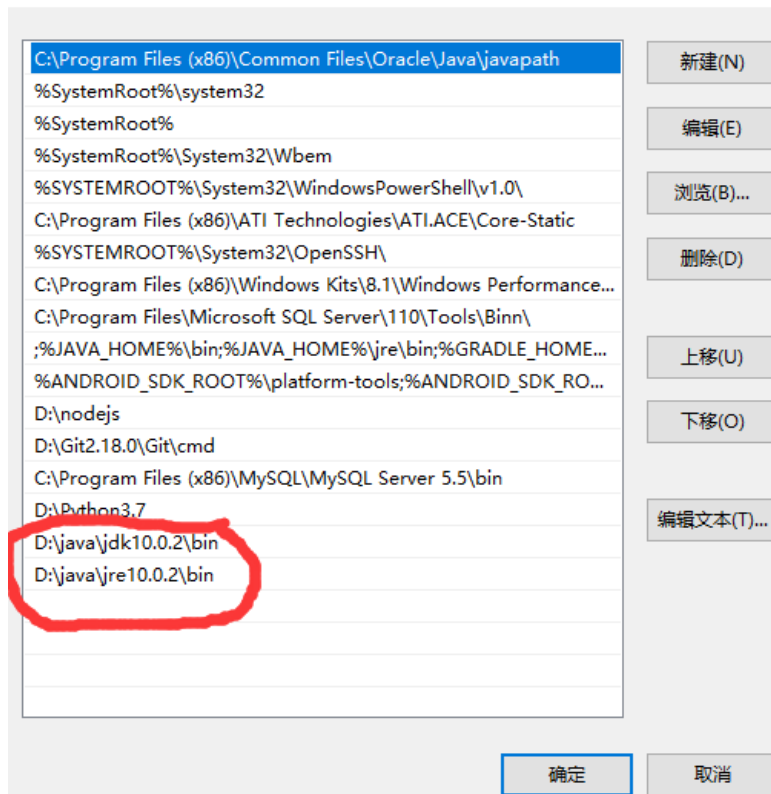 C:\Program Files (x86)\Common Files\Oracle\Java\javapath
新建(N)
%SystemRoot%\system32
%SystemRoot%
编辑(E)
%SystemRoot%\System32\Wbem
%SYSTEMROOT%\System32\WindowsPowerShell\v1.0\
浏览(B)...
C:\Program Files (x86)\ATI Technologies\ATI.ACE\Core-Static
%SYSTEMROOT%\System32\OpenSSH\
删除(D)
C:\Program Files (x86)\Windows Kits\8.1\Windows Performance...
C:\Program Files\Microsoft SQL Server\110\Tools\Binn\
;%JAVA_HOME%\bin;%JAVA_HOME%\jre\bin;%GRADLE_HOME...
上移(U)
%ANDROID_SDK_ROOT%\platform-tools;%ANDROID_SDK_RO...
D:\nodejs
下移(O)
D:\Git2.18.0\Git\cmd
C:\Program Files (x86)\MySQL\MySQL Server 5.5\bin
D:\Python3.7
编辑文本(T)...
D:\java\jdk10.0.2\bin
D:\java\jre10.0.2\bin
确定
取消